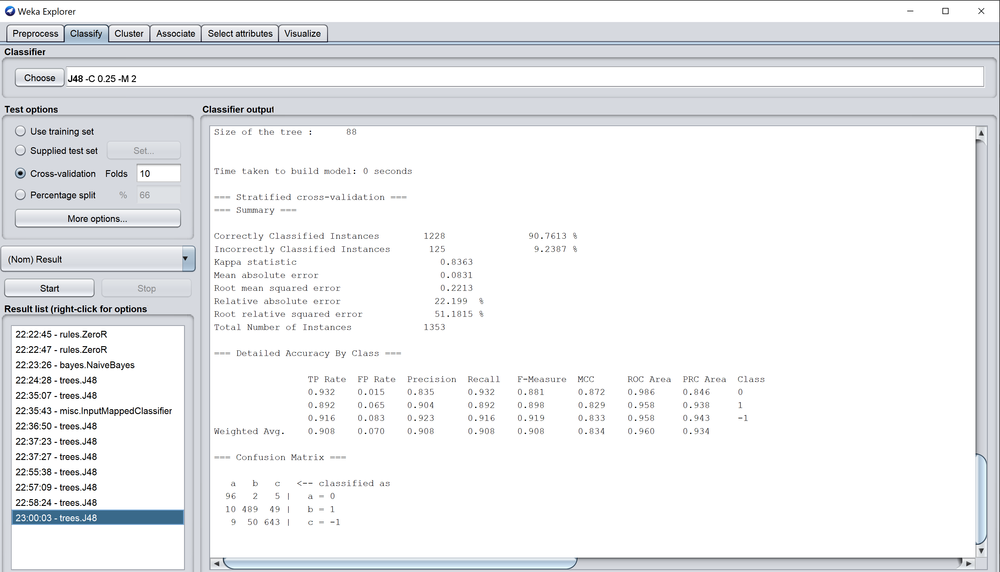 Weka Explorer
Preprocess Classify Cluster Associate Select attributes Visualize
Classifier
Choose J48 -C 0.25 -M 2
Test options
Use training set
Supplied test set Set...
Cross-validation Folds 10
Percentage split % 66
More options...
(Nom) Result
Start Stop
Result list (right-click for options
22:22:45 - rules.ZeroR
22:22:47 - rules.ZeroR
22:23:26 - bayes.NaiveBayes
22:24:28 - trees.J48
22:35:07 - trees.J48
22:35:43 - misc.InputMappedClassifier
22:36:50 - trees.J48
22:37:23 - trees.J48
22:37:27 - trees.J48
22:55:38 - trees.J48
22:57:09 - trees.J48
22:58:24 - trees.J48
23:00:03 - trees.J48
Classifier output
Size of the tree : 88
Time taken to build model: 0 seconds
=== Stratified cross-validation ===
=== Summary ===
Correctly Classified Instances 1228 90.7613 %
Incorrectly Classified Instances 125 9.2387 %
Kappa statistic 0.8363
Mean absolute error 0.0831
Root mean squared error 0.2213
Relative absolute error 22.199 %
Root relative squared error 51.1815 %
Total Number of Instances 1353
=== Detailed Accuracy By Class ===
TP Rate FP Rate Precision Recall F-Measure MCC ROC Area PRC Area Class
0.932 0.015 0.835 0.932 0.881 0.872 0.986 0.846 0
0.892 0.065 0.904 0.892 0.898 0.829 0.958 0.938 1
0.916 0.083 0.923 0.916 0.919 0.833 0.958 0.943 -1
Weighted Avg. 0.908 0.070 0.908 0.908 0.908 0.834 0.960 0.934
=== Confusion Matrix ===
a b c <-- classified as
96 2 5 | a = 0
10 489 49 | b = 1
9 50 643 | c = -1